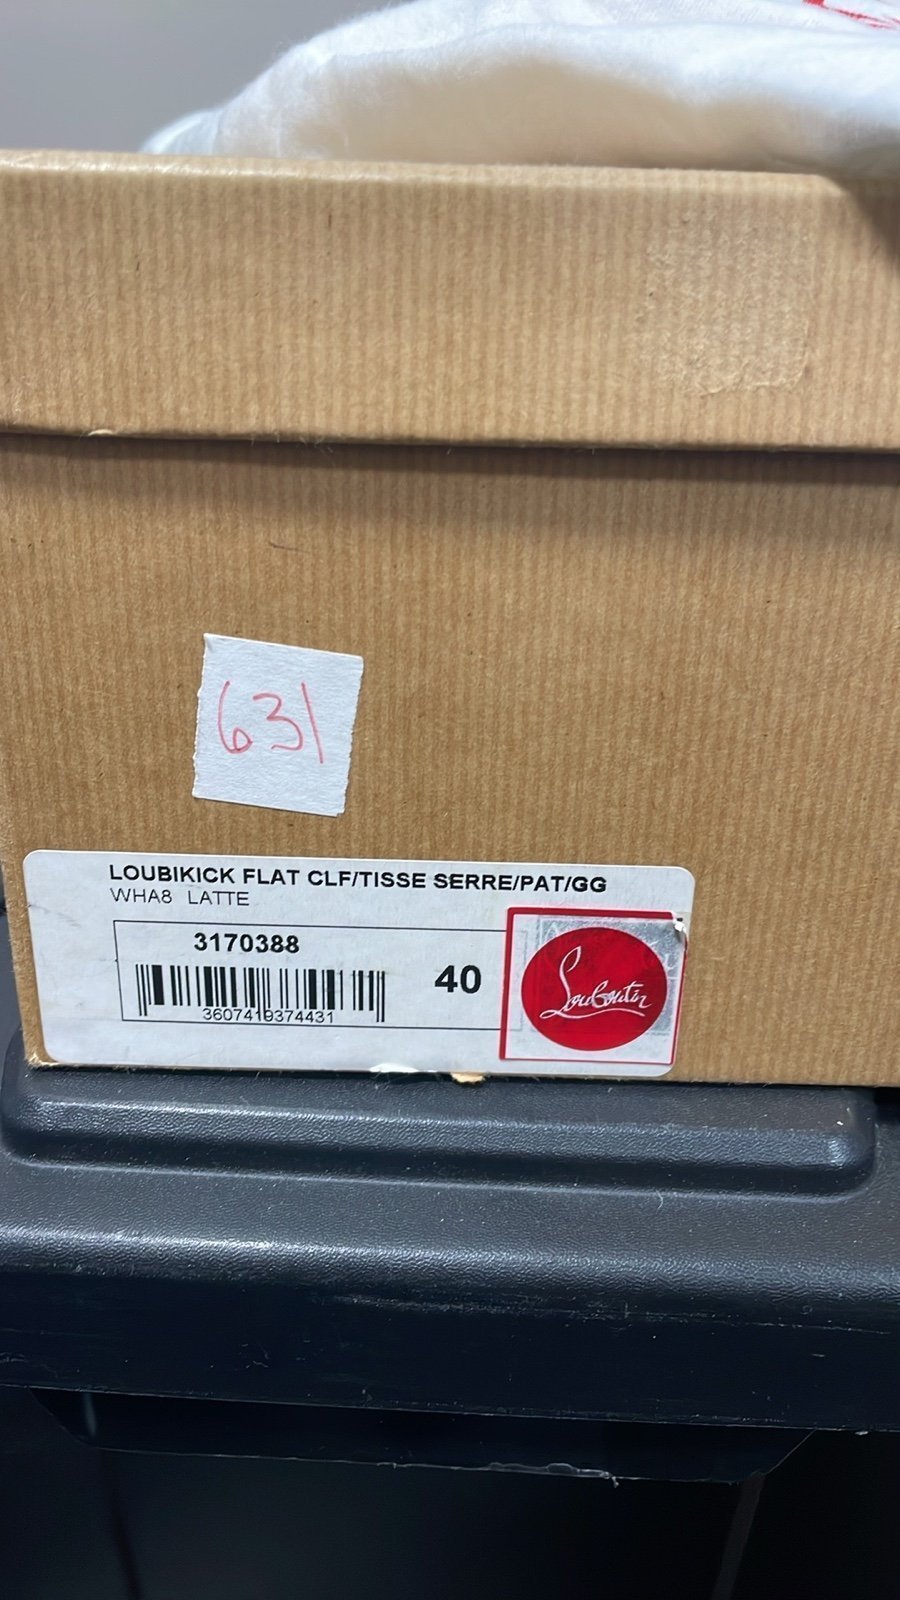 631
LOUBIKICK FLAT CLF/TISSE SERRE/PAT/GG
WHA8 LATTE
3170388
40
3607419374431
Louboutin